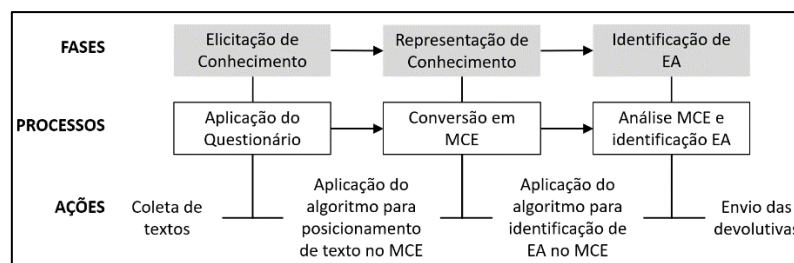 FASES
Elicitação de
Conhecimento
Representação de
Conhecimento
Identificação de
EA
PROCESSOS
Aplicação do
Questionário
Conversão em
MCE
Análise MCE e
identificação EA
AÇÕES
Coleta de
textos
Aplicação do
algoritmo para
posicionamento
de texto no MCE
Aplicação do
algoritmo para
identificação de
EA no MCE
Envio das
devolutivas